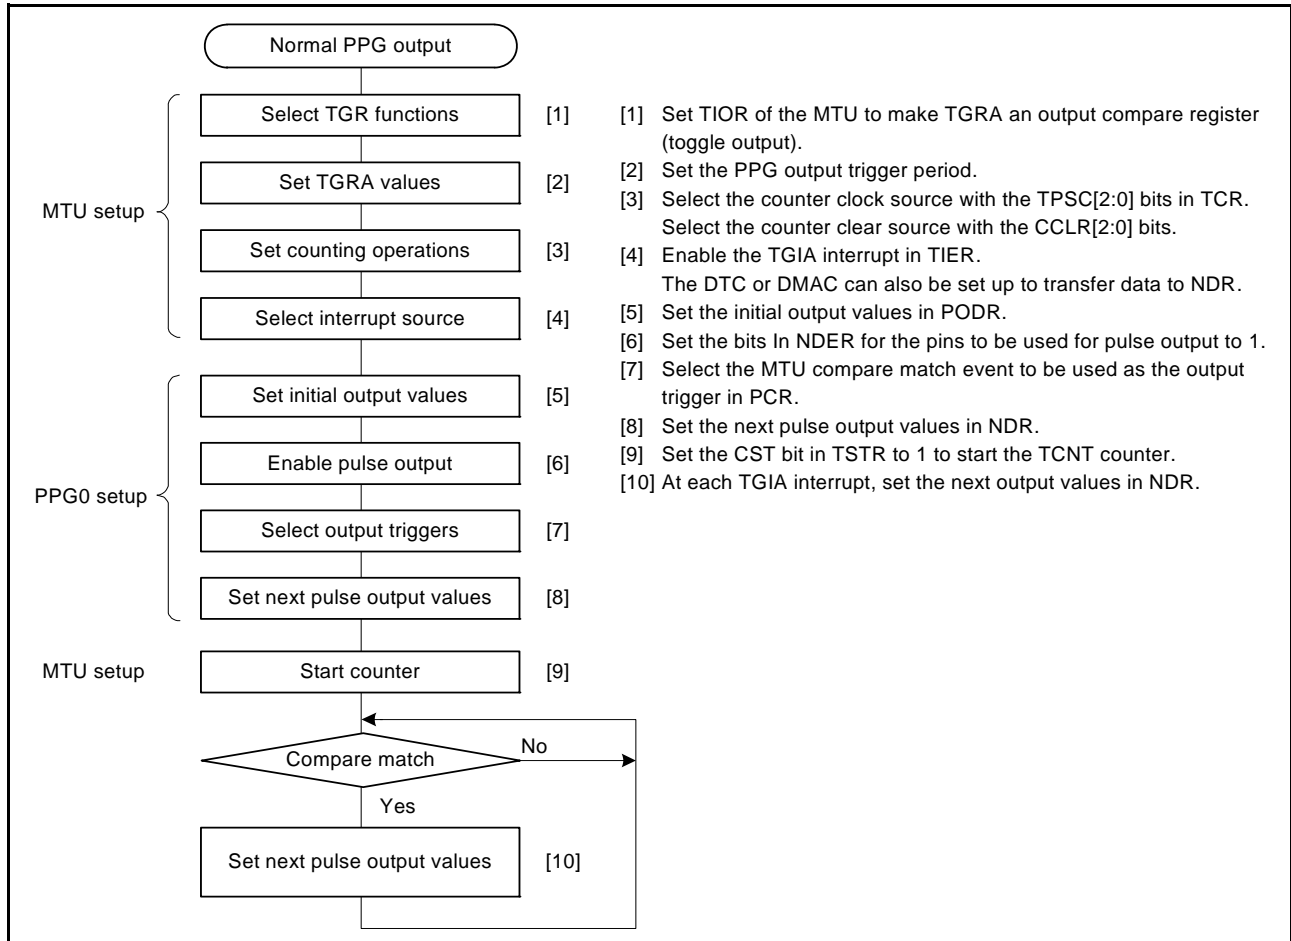 Normal PPG output
MTU setup
Select TGR functions [1]
Set TGRA values [2]
Set counting operations [3]
Select interrupt source [4]
PPG0 setup
Set initial output values [5]
Enable pulse output [6]
Select output triggers [7]
Set next pulse output values [8]
MTU setup
Start counter [9]
Compare match
No
Yes
Set next pulse output values [10]
[1] Set TIOR of the MTU to make TGRA an output compare register
(toggle output).
[2] Set the PPG output trigger period.
[3] Select the counter clock source with the TPSC[2:0] bits in TCR.
Select the counter clear source with the CCLR[2:0] bits.
[4] Enable the TGIA interrupt in TIER.
The DTC or DMAC can also be set up to transfer data to NDR.
[5] Set the initial output values in PODR.
[6] Set the bits In NDER for the pins to be used for pulse output to 1.
[7] Select the MTU compare match event to be used as the output
trigger in PCR.
[8] Set the next pulse output values in NDR.
[9] Set the CST bit in TSTR to 1 to start the TCNT counter.
[10] At each TGIA interrupt, set the next output values in NDR.